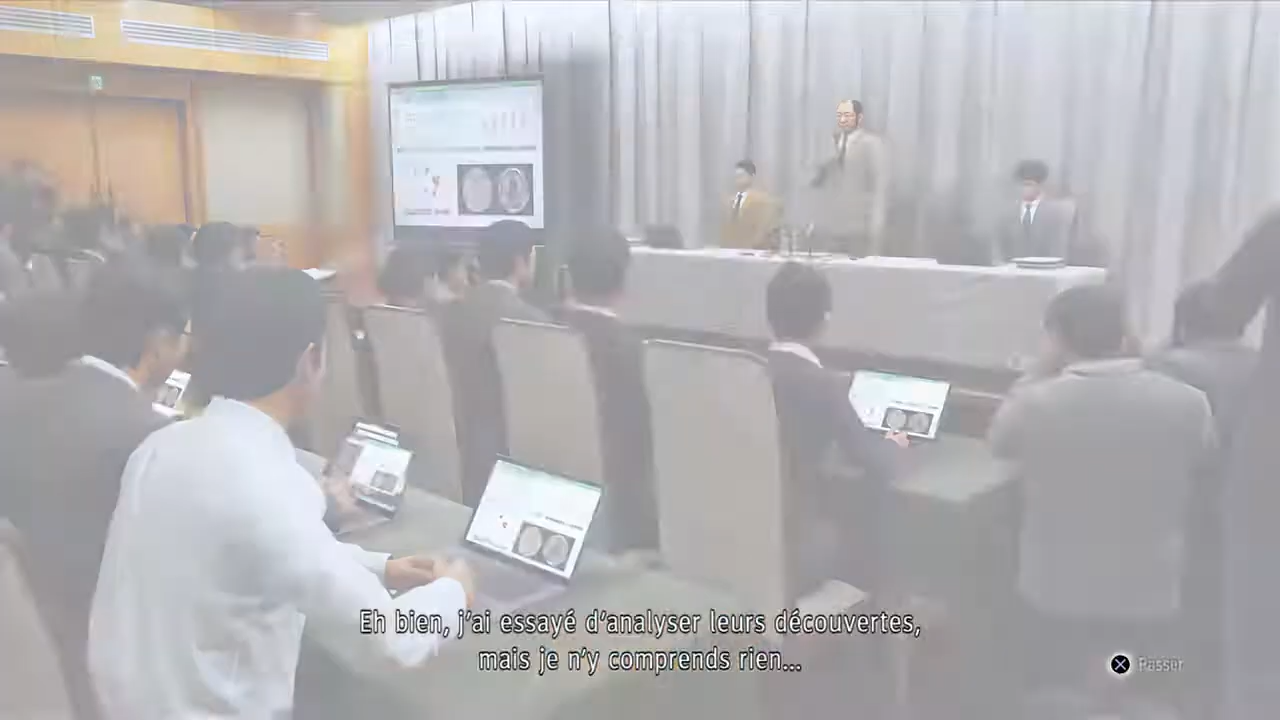 Eh bien, j'ai essayé d'analyser leurs découvertes,
mais je n'y comprends rien...
Passer